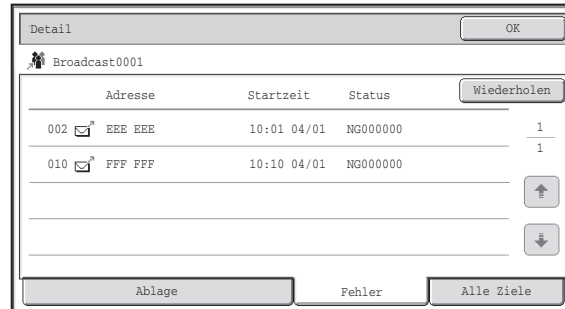 Detail OK
Broadcast0001
Adresse Startzeit Status Wiederholen
002 EEE EEE 10:01 04/01 NG000000 1
010 FFF FFF 10:10 04/01 NG000000 1
Ablage Fehler Alle Ziele